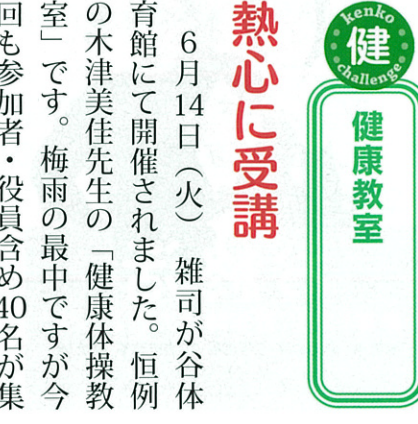 kenko
健
challenge
健康教室
熱心に受講
6月14日（火） 雑司が谷体
育館にて開催されました。恒例
の木津美佳先生の「健康体操教
室」です。梅雨の最中ですが今
回も参加者・役員含め40名が集